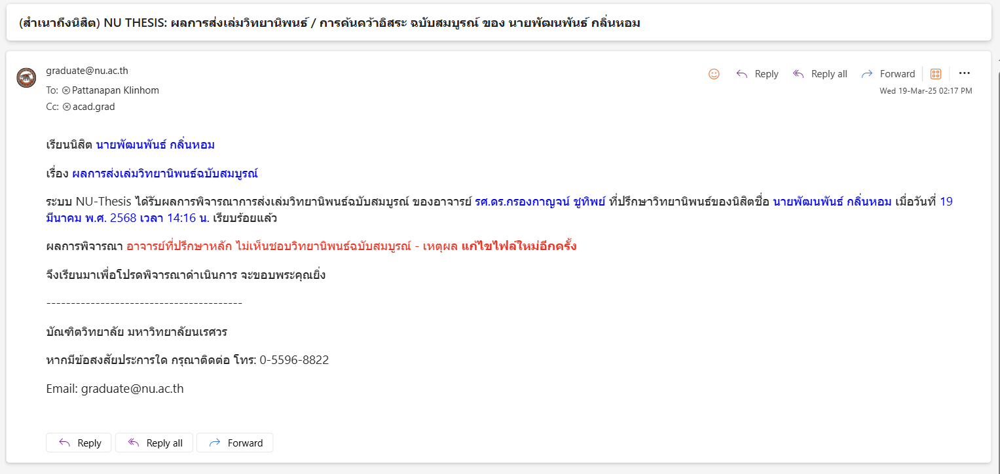 (สำเนาถึงนิสิต) NU THESIS: ผลการส่งเล่มวิทยานิพนธ์ / การค้นคว้าอิสระ ฉบับสมบูรณ์ ของ นายพัฒนพันธ์ กลิ่นหอม
graduate@nu.ac.th
Reply
Reply all
Forward
To: Pattanapan Klinhom
Wed 19-Mar-25 02:17 PM
Cc: acad.grad
เรียนนิสิต นายพัฒนพันธ์ กลิ่นหอม
เรื่อง ผลการส่งเล่มวิทยานิพนธ์ฉบับสมบูรณ์
ระบบ NU-Thesis ได้รับผลการพิจารณาการส่งเล่มวิทยานิพนธ์ฉบับสมบูรณ์ ของอาจารย์ รศ.ดร.กรองกาญจน์ ชูทิพย์ ที่ปรึกษาวิทยานิพนธ์ของนิสิตชื่อ นายพัฒนพันธ์ กลิ่นหอม เมื่อวันที่ 19
มีนาคม พ.ศ. 2568 เวลา 14:16 น. เรียบร้อยแล้ว
ผลการพิจารณา อาจารย์ที่ปรึกษาหลัก ไม่เห็นชอบวิทยานิพนธ์ฉบับสมบูรณ์ - เหตุผล แก้ไขไฟล์ใหม่อีกครั้ง
จึงเรียนมาเพื่อโปรดพิจารณาดำเนินการ จะขอบพระคุณยิ่ง
----------------------------------------
บัณฑิตวิทยาลัย มหาวิทยาลัยนเรศวร
หากมีข้อสงสัยประการใด กรุณาติดต่อ โทร: 0-5596-8822
Email: graduate@nu.ac.th
Reply
Reply all
Forward